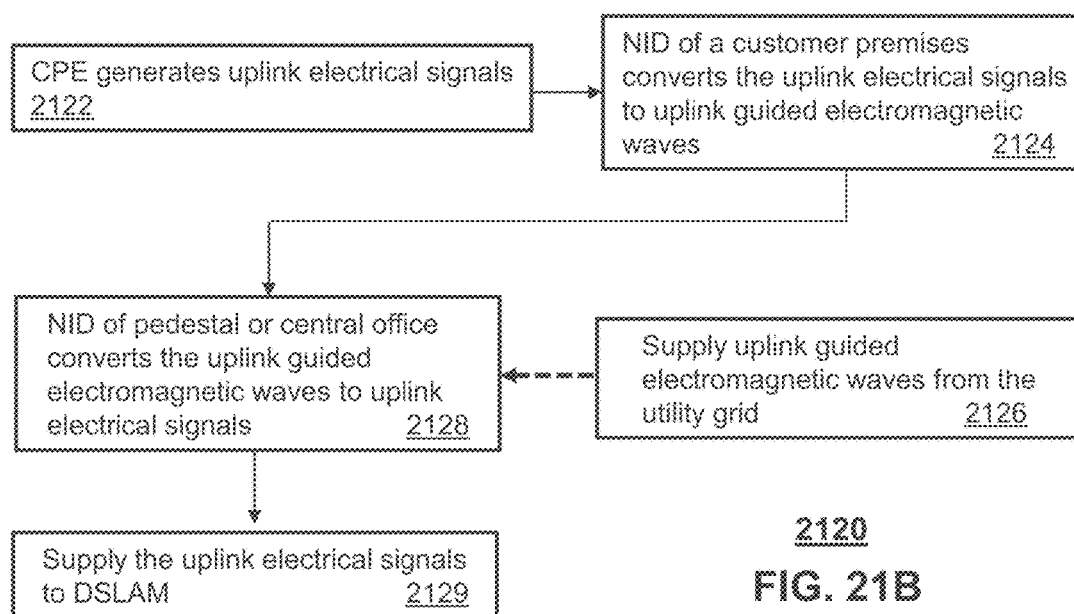 CPE generates uplink electrical signals
2122
NID of a customer premises
converts the uplink electrical signals
to uplink guided electromagnetic
waves 2124
NID of pedestal or central office
converts the uplink guided
electromagnetic waves to uplink
electrical signals 2128
Supply uplink guided
electromagnetic waves from the
utility grid 2126
Supply the uplink electrical signals
to DSLAM 2129
2120
FIG. 21B